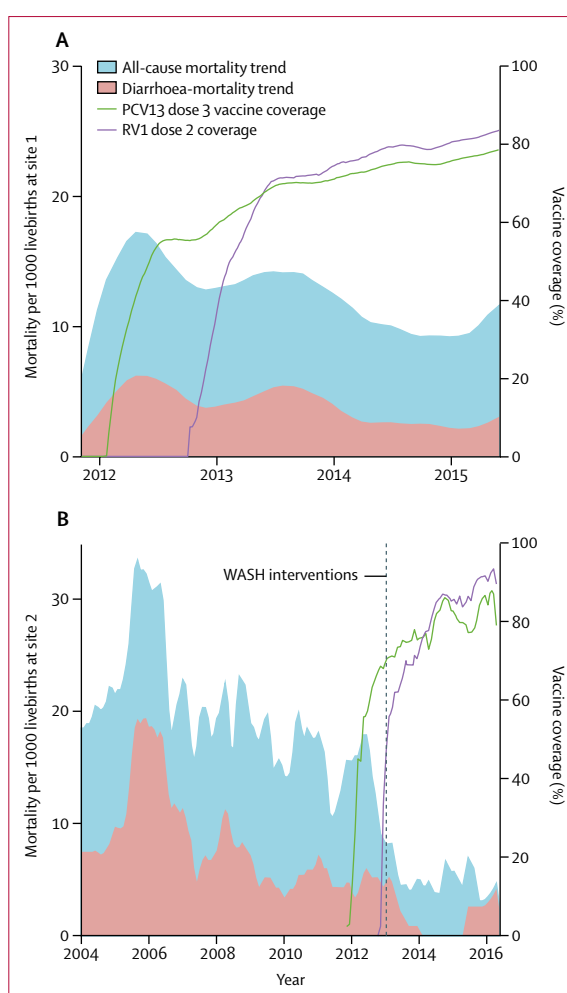 A
All-cause mortality trend
Diarrhoea-mortality trend
PCV13 dose 3 vaccine coverage
RV1 dose 2 coverage
Mortality per 1000 livebirths at site 1
30
20
10
0
Vaccine coverage (%)
100
80
60
40
20
0
2012 2013 2014 2015
B
WASH interventions
Mortality per 1000 livebirths at site 2
30
20
10
0
Vaccine coverage (%)
100
80
60
40
20
0
2004 2006 2008 2010 2012 2014 2016
Year